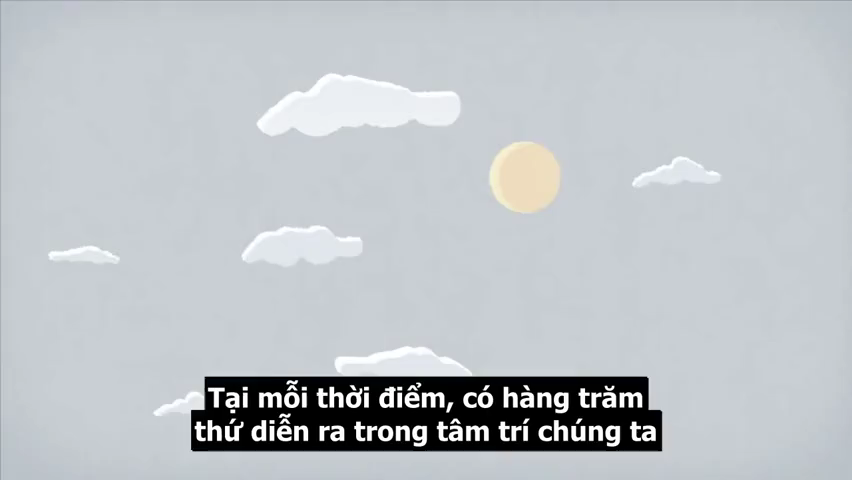 Tại mỗi thời điểm, có hàng trăm
thứ diễn ra trong tâm trí chúng ta